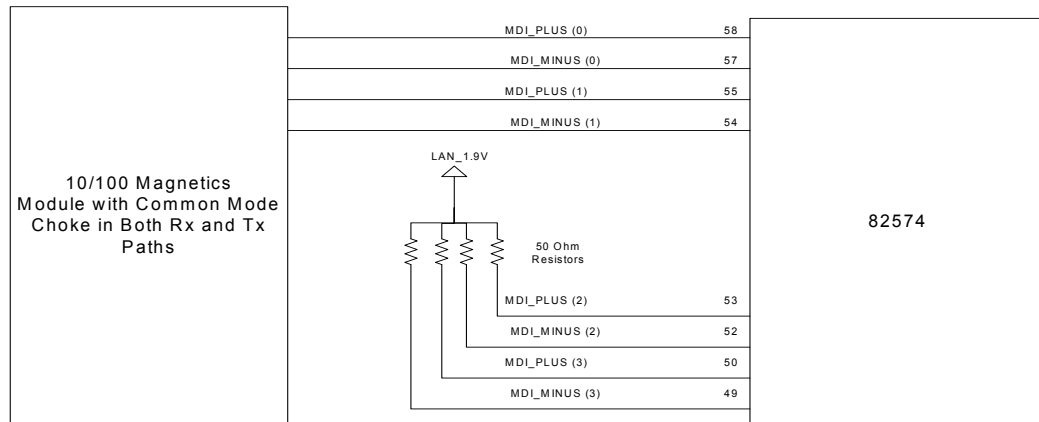 MDI_PLUS (0) 58
MDI_MINUS (0) 57
MDI_PLUS (1) 55
MDI_MINUS (1) 54
LAN_1.9V
10/100 Magnetics
Module with Common Mode
Choke in Both Rx and Tx
Paths
82574
50 Ohm
Resistors
MDI_PLUS (2) 53
MDI_MINUS (2) 52
MDI_PLUS (3) 50
MDI_MINUS (3) 49